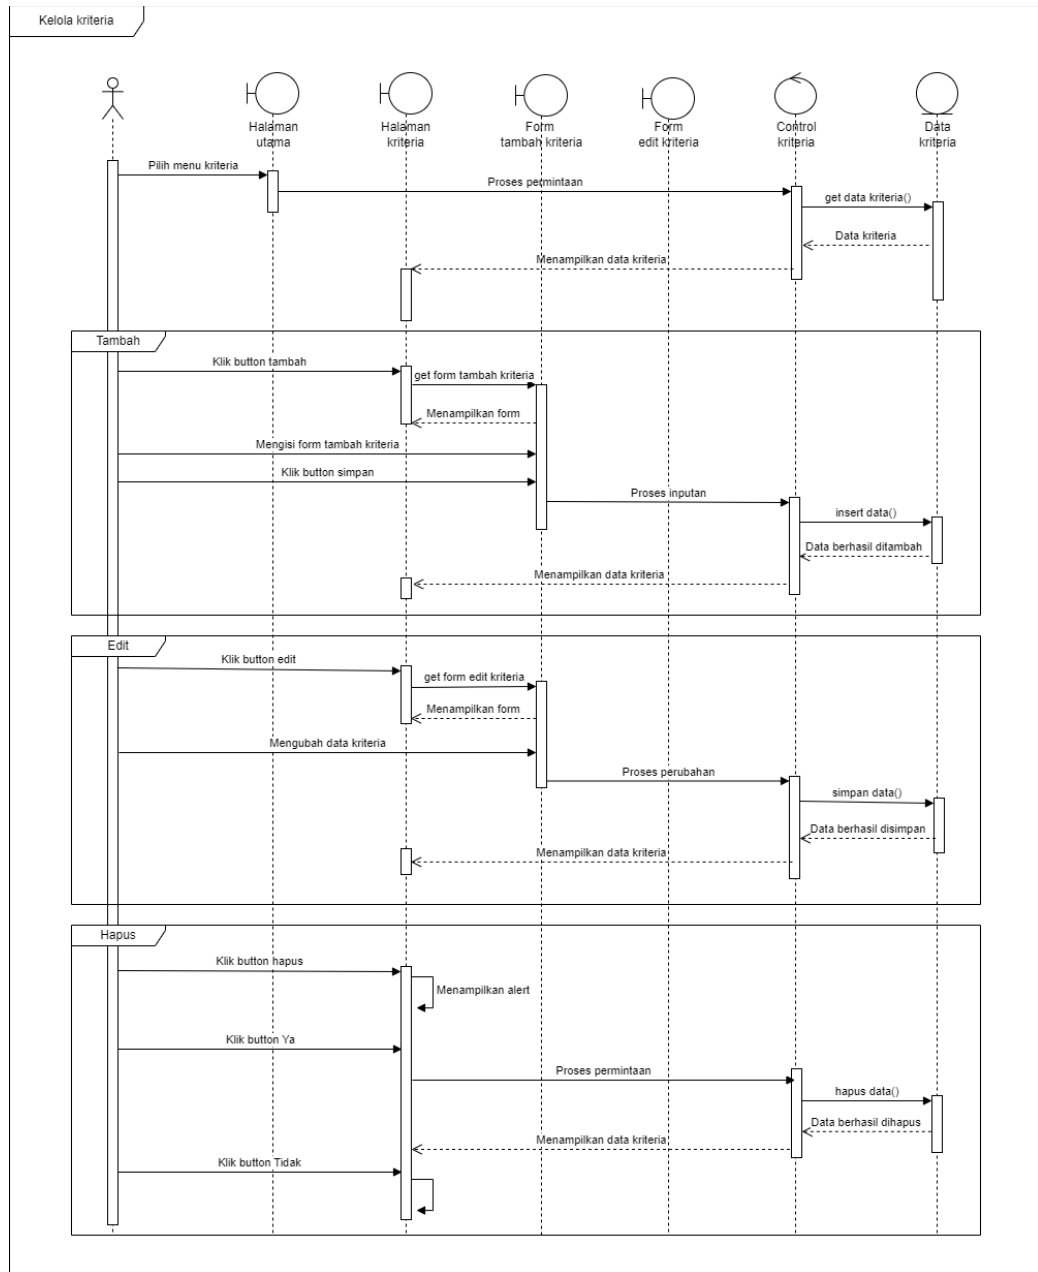 Kelola kriteria
Halaman
utama
Halaman
kriteria
Form
tambah kriteria
Form
edit kriteria
Control
kriteria
Data
kriteria
Pilih menu kriteria
Proses permintaan
get data kriteria()
Data kriteria
Menampilkan data kriteria
Tambah
Klik button tambah
get form tambah kriteria
Menampilkan form
Mengisi form tambah kriteria
Klik button simpan
Proses inputan
insert data()
Data berhasil ditambah
Menampilkan data kriteria
Edit
Klik button edit
get form edit kriteria
Menampilkan form
Mengubah data kriteria
Proses perubahan
simpan data()
Data berhasil disimpan
Menampilkan data kriteria
Hapus
Klik button hapus
Menampilkan alert
Klik button Ya
Proses permintaan
hapus data()
Data berhasil dihapus
Menampilkan data kriteria
Klik button Tidak